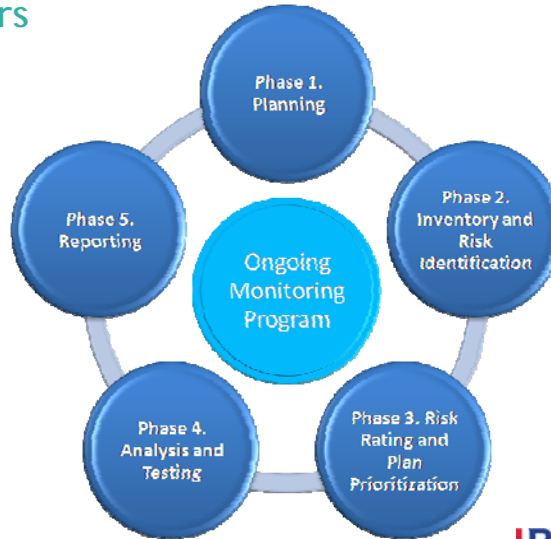 rs
Phase 1.
Planning
Phase 2.
Inventory and
Risk
Identification
Phase 3. Risk
Rating and
Plan
Prioritization
Phase 4.
Analysis and
Testing
Phase 5.
Reporting
Ongoing
Monitoring
Program